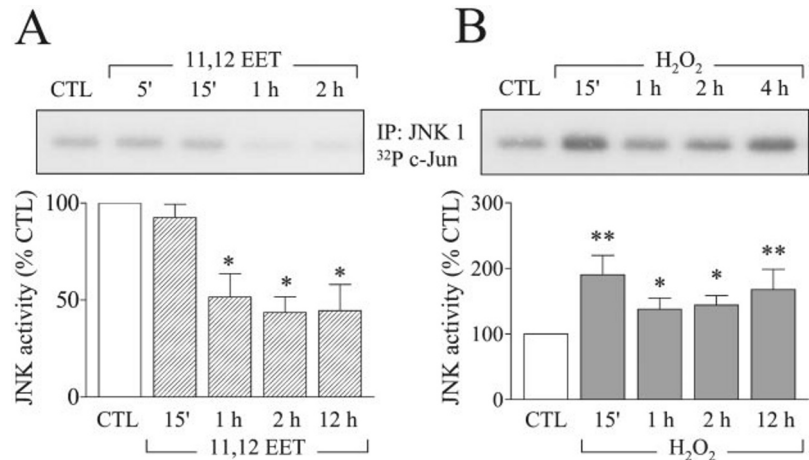 A
11,12 EET
CTL 5' 15' 1 h 2 h
IP: JNK 1
³²P c-Jun
JNK activity (% CTL)
100
50
0
* * *
CTL 15' 1 h 2 h 12 h
11,12 EET
B
H₂O₂
CTL 15' 1 h 2 h 4 h
JNK activity (% CTL)
300
200
100
0
** * * **
CTL 15' 1 h 2 h 12 h
H₂O₂